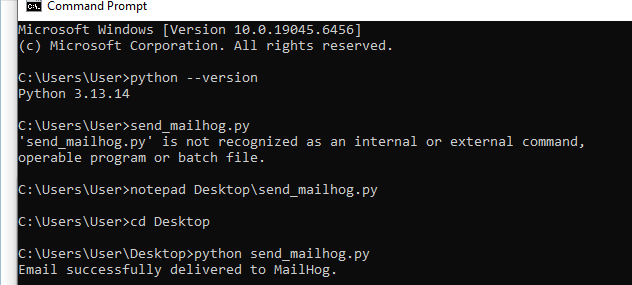 Command Prompt
Microsoft Windows [Version 10.0.19045.6456]
(c) Microsoft Corporation. All rights reserved.
C:\Users\User>python --version
Python 3.13.14
C:\Users\User>send_mailhog.py
'send_mailhog.py' is not recognized as an internal or external command,
operable program or batch file.
C:\Users\User>notepad Desktop\send_mailhog.py
C:\Users\User>cd Desktop
C:\Users\User\Desktop>python send_mailhog.py
Email successfully delivered to MailHog.